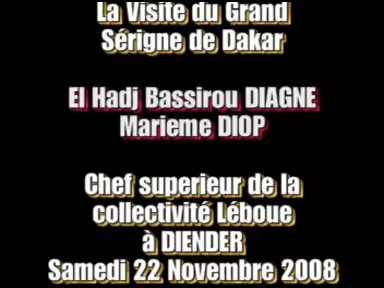 La Visite du Grand
Sérigne de Dakar
El Hadj Bassirou DIAGNE
Marieme DIOP
Chef superieur de la
collectivité Léboue
à DIENDER
Samedi 22 Novembre 2008